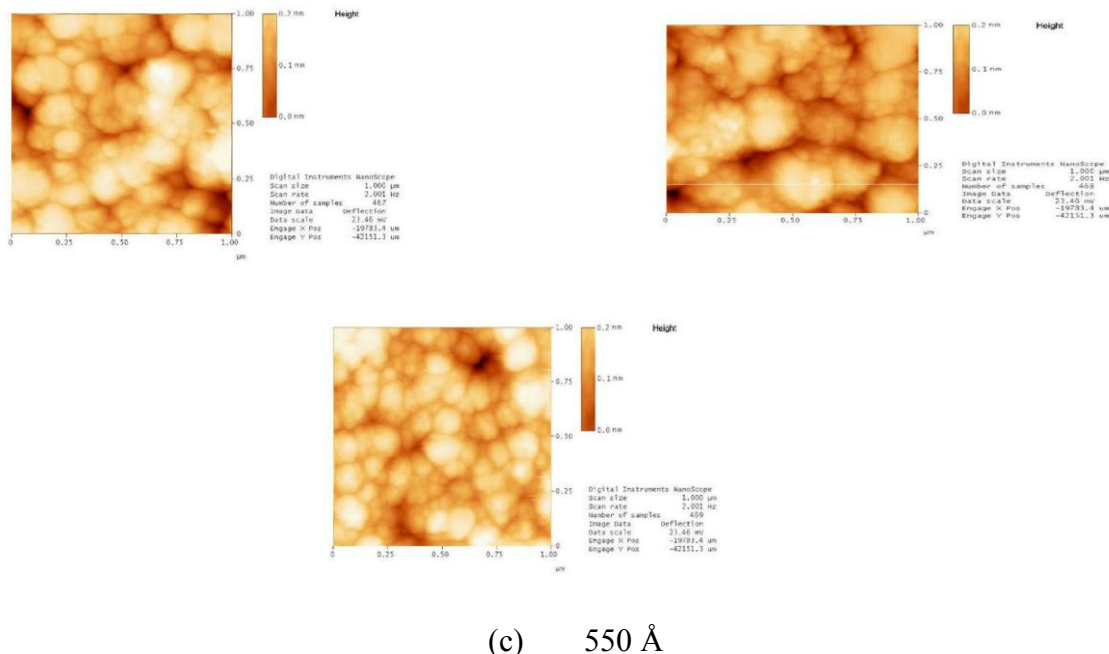 1.00
0.75
0.50
0.25
0
0 0.25 0.50 0.75 1.00
μm
0.2 nm
0.1 nm
0.0 nm
Height
Digital Instruments NanoScope
Scan size 1.000 μm
Scan rate 2.001 Hz
Number of samples 467
Image Data Deflection
Data scale 23.46 mV
Engage X Pos -19783.4 um
Engage Y Pos -42151.3 um
1.00
0.75
0.50
0.25
0
0 0.25 0.50 0.75 1.00
μm
0.2 nm
0.1 nm
0.0 nm
Height
Digital Instruments NanoScope
Scan size 1.000 μm
Scan rate 2.001 Hz
Number of samples 468
Image Data Deflection
Data scale 23.46 mV
Engage X Pos -19783.4 um
Engage Y Pos -42151.3 um
1.00
0.75
0.50
0.25
0
0 0.25 0.50 0.75 1.00
μm
0.2 nm
0.1 nm
0.0 nm
Height
Digital Instruments NanoScope
Scan size 1.000 μm
Scan rate 2.001 Hz
Number of samples 409
Image Data Deflection
Data scale 23.46 mV
Engage X Pos -19783.4 um
Engage Y Pos -42151.3 um
(c) 550 Å